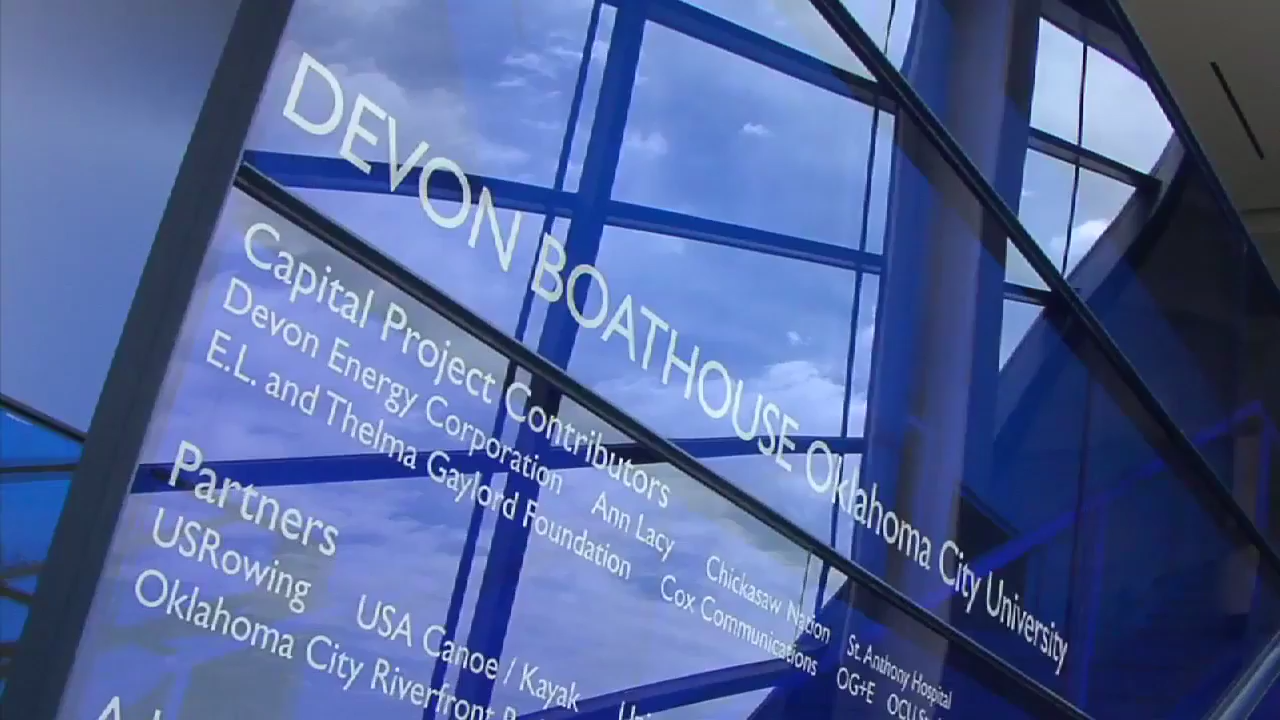 DEVON BOATHOUSE Oklahoma City University
Capital Project Contributors
Devon Energy Corporation Ann Lacy Chickasaw Nation St. Anthony Hospital
E.L. and Thelma Gaylord Foundation Cox Communications OG+E OCU
Partners
USRowing USA Canoe / Kayak
Oklahoma City Riverfront